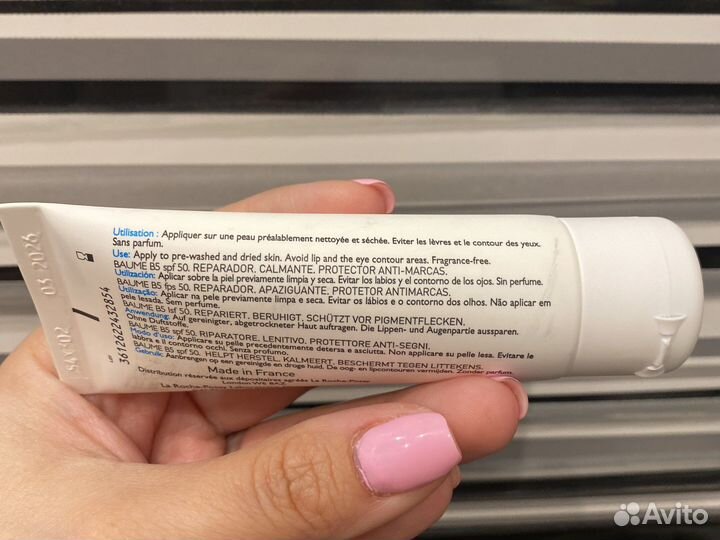 Utilisation : Appliquer sur une peau préalablement nettoyée et séchée. Eviter les lèvres et le contour des yeux.
Sans parfum.
Use: Apply to pre-washed and dried skin. Avoid lip and the eye contour areas. Fragrance-free.
BAUME B5 spf 50. REPARADOR, CALMANTE, PROTECTOR ANTI-MARCAS.
Utilización: Aplicar sobre la piel previamente limpia y seca. Evitar los labios y el contorno de los ojos. Sin perfume.
BAUME B5 fps 50. REPARADOR, APAZIGUANTE, PROTETOR ANTIMARCAS.
Utilização: Aplicar na pele previamente limpa e seca. Evitar os lábios e o contorno dos olhos. Não aplicar em
pele lesada. Sem perfume.
BAUME B5 lsf 50. REPARIERT, BERUHIGT, SCHÜTZT VOR PIGMENTFLECKEN.
Anwendung: Auf gereinigter, abgetrockneter Haut auftragen. Die Lippen- und Augenpartie aussparen.
Ohne Duftstoffe.
BAUME B5 spf 50. RIPARATORE, LENITIVO, PROTETTORE ANTI-SEGNI.
Modo d'uso: Applicare su pelle precedentemente detersa e asciutta. Non applicare su pelle lesa. Evitare le
labbra e il contorno occhi. Senza profumo.
BAUME B5 spf 50. HELPT HERSTEL, KALMEERT, BESCHERMT TEGEN LITTEKENS.
Gebruik: Aanbrengen op een gereinigde en droge huid. De oog- en lipcontouren vermijden. Zonder parfum.
Made in France
Distribution réservée aux dépositaires agréés La Roche-Posay
La Roche-Posay
London W6 8AZ
3612622432854
03 2026
Avito